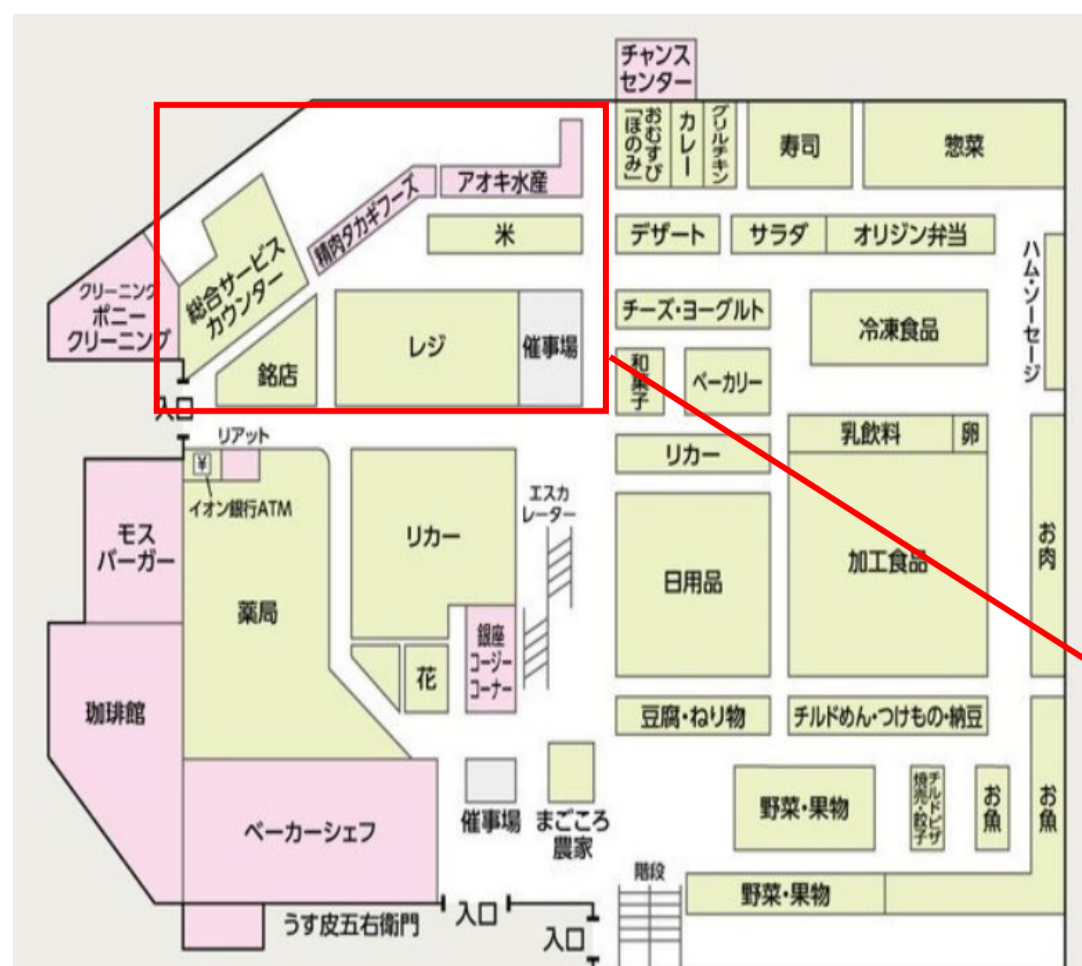 チャンス
センター
おむすび
「ほのみ」
カレー
グリルチキン
寿司
惣菜
アオキ水産
精肉タカギフーズ
米
デザート
サラダ
オリジン弁当
ハム・ソーセージ
クリーニング
ポニー
クリーニング
総合サービス
カウンター
銘店
レジ
催事場
チーズ・ヨーグルト
冷凍食品
和菓子
ベーカリー
入口
リアット
¥
イオン銀行ATM
リカー
乳飲料
卵
モス
バーガー
薬局
リカー
エスカ
レーター
日用品
加工食品
お肉
銀座
コージー
コーナー
花
珈琲館
豆腐・ねり物
チルドめん・つけもの・納豆
ベーカーシェフ
催事場
まごころ
農家
野菜・果物
チルドピザ
焼売・餃子
お魚
お魚
階段
野菜・果物
うす皮五右衛門
入口
入口